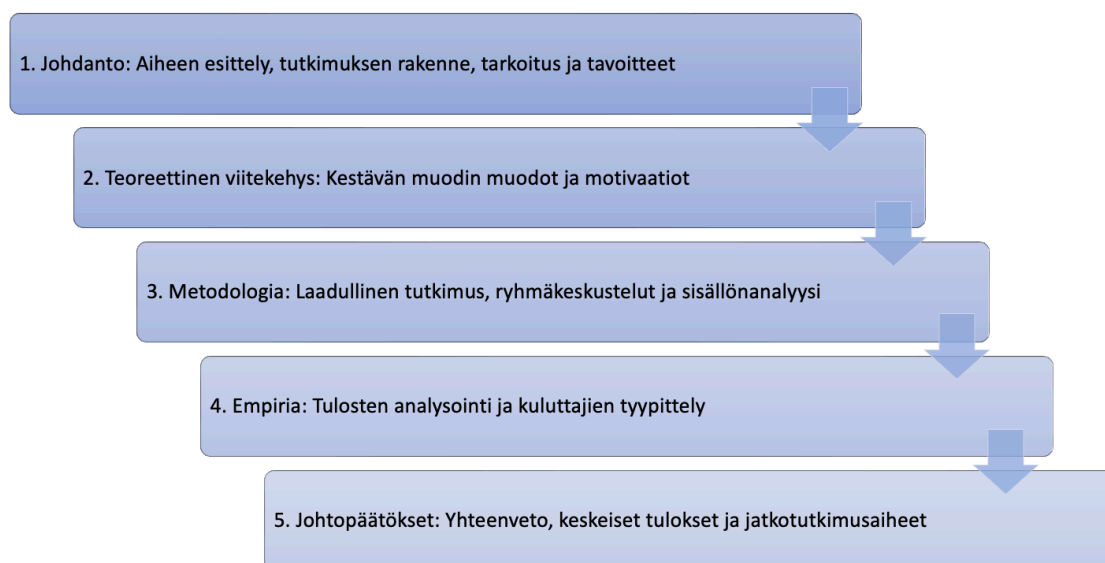 1. Johdanto: Aiheen esittely, tutkimuksen rakenne, tarkoitus ja tavoitteet
2. Teoreettinen viitekehys: Kestävän muodin muodot ja motivaatiot
3. Metodologia: Laadullinen tutkimus, ryhmäkeskustelut ja sisällönanalyysi
4. Empiria: Tulosten analysointi ja kuluttajien tyypittely
5. Johtopäätökset: Yhteenveto, keskeiset tulokset ja jatkotutkimusaiheet